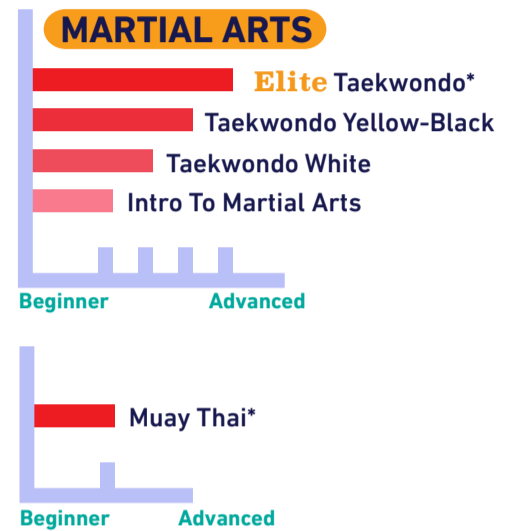 MARTIAL ARTS
Elite Taekwondo*
Taekwondo Yellow-Black
Taekwondo White
Intro To Martial Arts
Beginner Advanced
Muay Thai*
Beginner Advanced